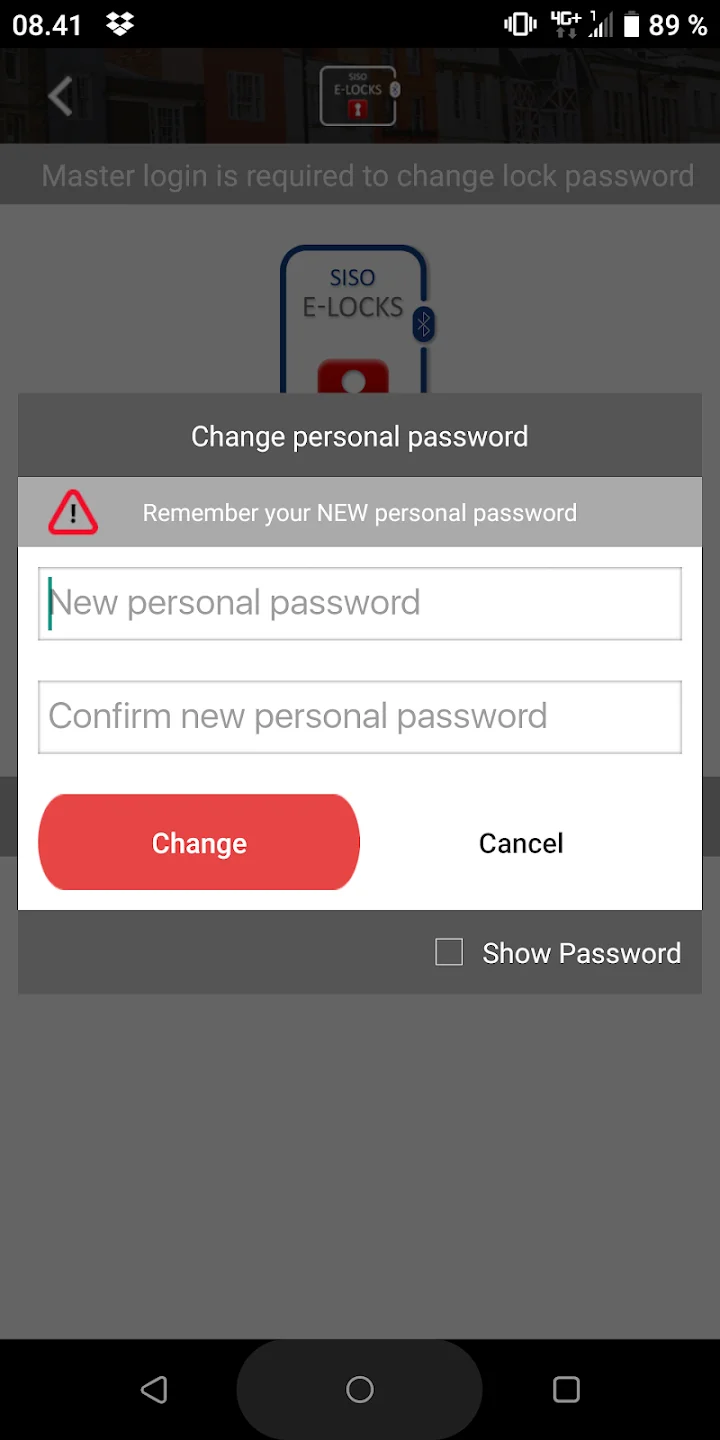 08.41
4G+ 1
89 %
SISO
E-LOCKS
Master login is required to change lock password
SISO
E-LOCKS
Change personal password
! Remember your NEW personal password
New personal password
Confirm new personal password
Change
Cancel
Show Password